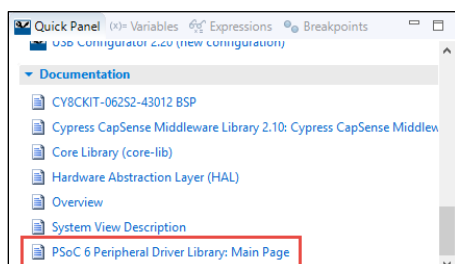 Quick Panel (x)= Variables Expressions Breakpoints
USB Configurator 2.20 (new configuration)
Documentation
CY8CKIT-062S2-43012 BSP
Cypress CapSense Middleware Library 2.10: Cypress CapSense Middlew
Core Library (core-lib)
Hardware Abstraction Layer (HAL)
Overview
System View Description
PSoC 6 Peripheral Driver Library: Main Page